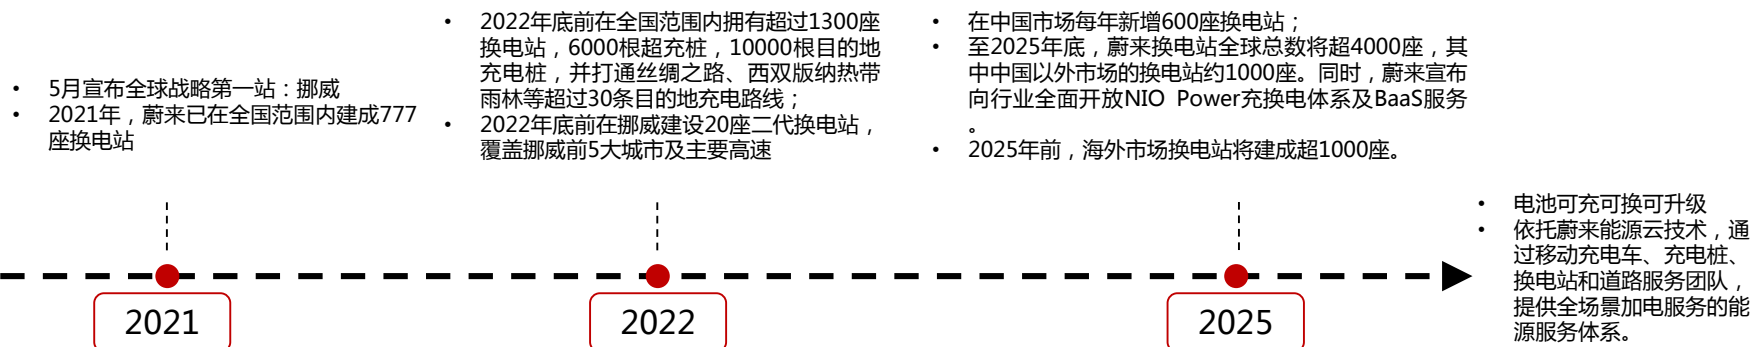 • 5月宣布全球战略第一站：挪威
• 2021年，蔚来已在全国范围内建成777
座换电站
• 2022年底前在全国范围内拥有超过1300座
换电站，6000根超充桩，10000根目的地
充电桩，并打通丝绸之路、西双版纳热带
雨林等超过30条目的地充电路线；
• 2022年底前在挪威建设20座二代换电站，
覆盖挪威前5大城市及主要高速
• 在中国市场每年新增600座换电站；
• 至2025年底，蔚来换电站全球总数将超4000座，其
中中国以外市场的换电站约1000座。同时，蔚来宣布
向行业全面开放NIO Power充换电体系及BaaS服务
。
• 2025年前，海外市场换电站将建成超1000座。
• 电池可充可换可升级
• 依托蔚来能源云技术，通
过移动充电车、充电桩、
换电站和道路服务团队，
提供全场景加电服务的能
源服务体系。
2021
2022
2025